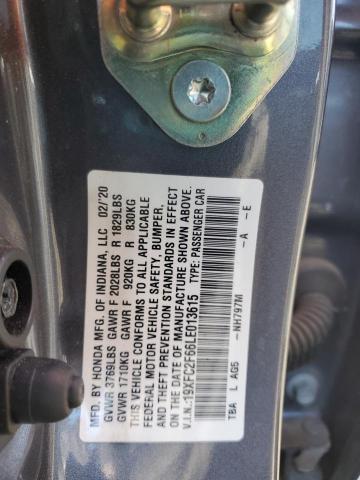 MFD. BY HONDA MFG. OF INDIANA, LLC 02/'20
GVWR 3769LBS GAWR F 2028LBS R 1829LBS
GVWR 1710KG GAWR F 920KG R 830KG
THIS VEHICLE CONFORMS TO ALL APPLICABLE
FEDERAL MOTOR VEHICLE SAFETY, BUMPER,
AND THEFT PREVENTION STANDARDS IN EFFECT
ON THE DATE OF MANUFACTURE SHOWN ABOVE.
V.I.N.:19XFC2F66LE013615 TYPE: PASSENGER CAR
-NH797M -A -E
TBA L AG5